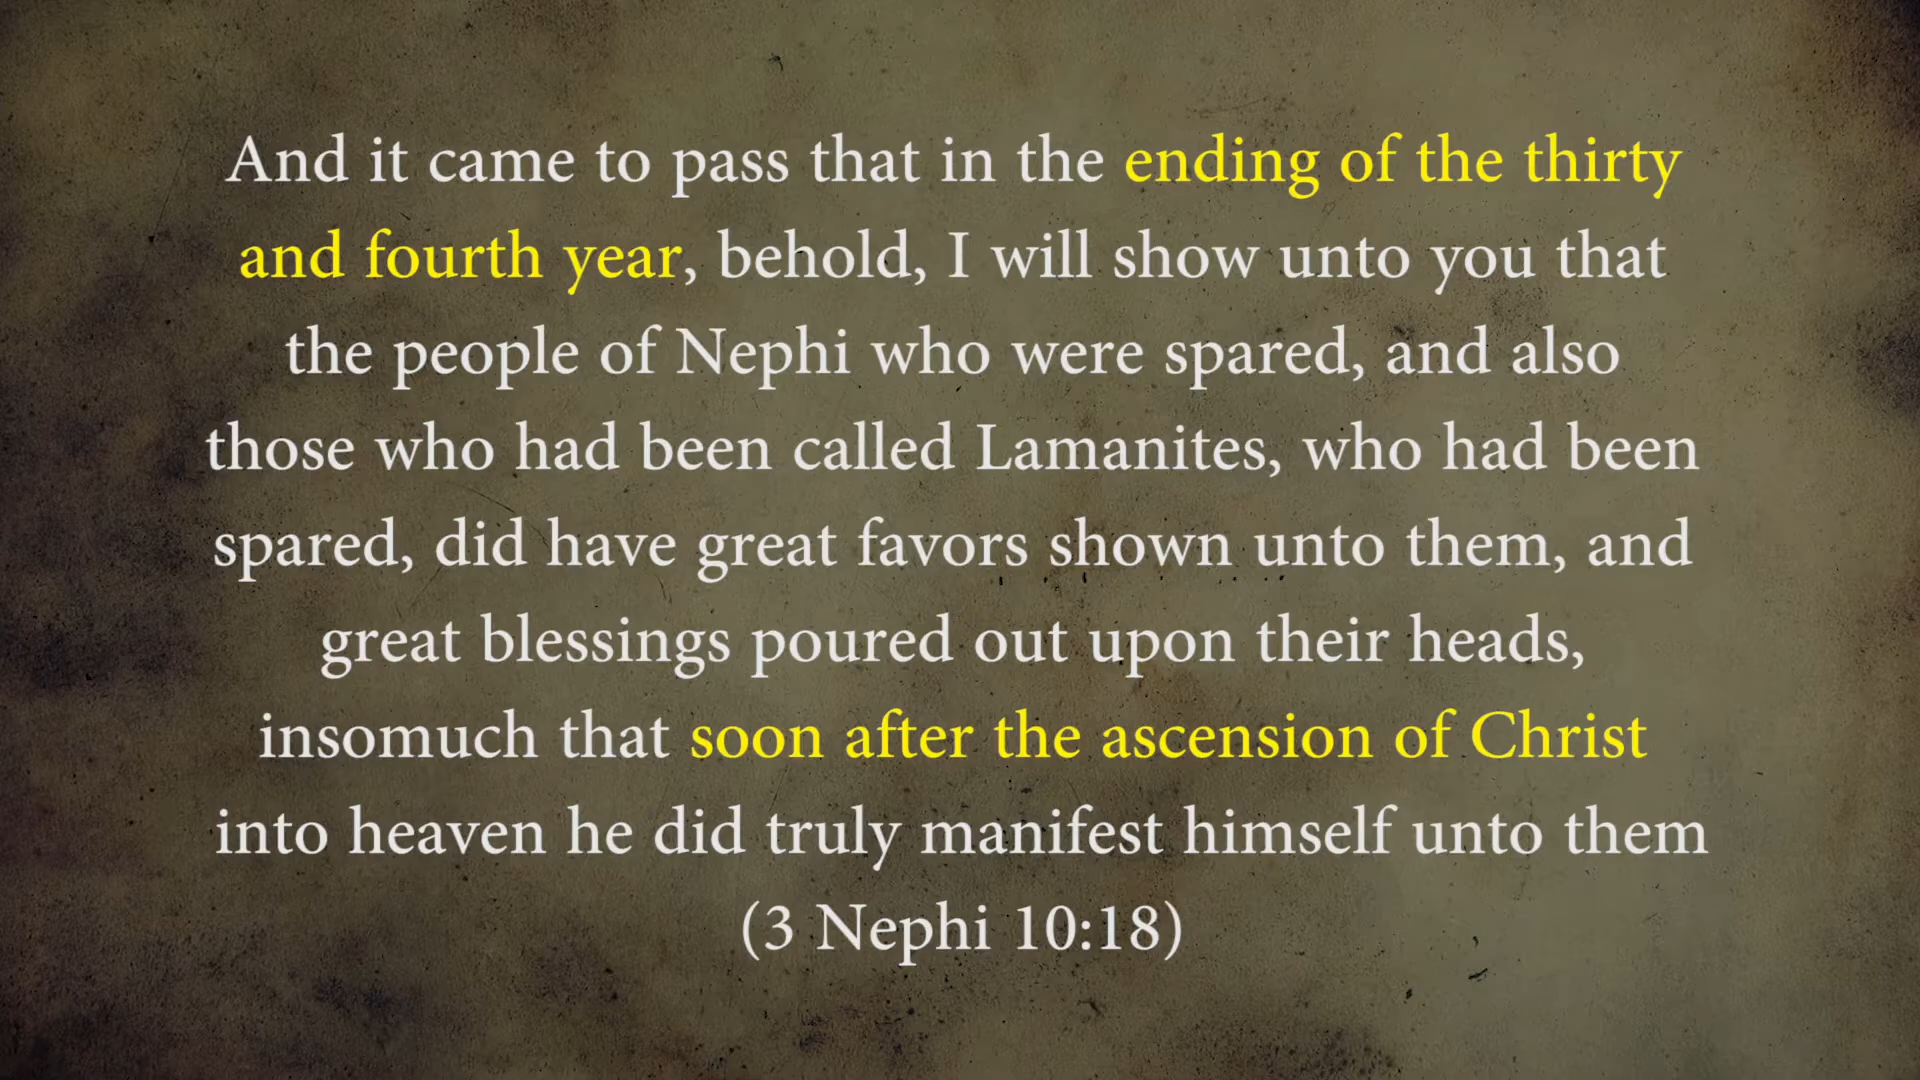 And it came to pass that in the ending of the thirty
and fourth year, behold, I will show unto you that
the people of Nephi who were spared, and also
those who had been called Lamanites, who had been
spared, did have great favors shown unto them, and
great blessings poured out upon their heads,
insomuch that soon after the ascension of Christ
into heaven he did truly manifest himself unto them
(3 Nephi 10:18)